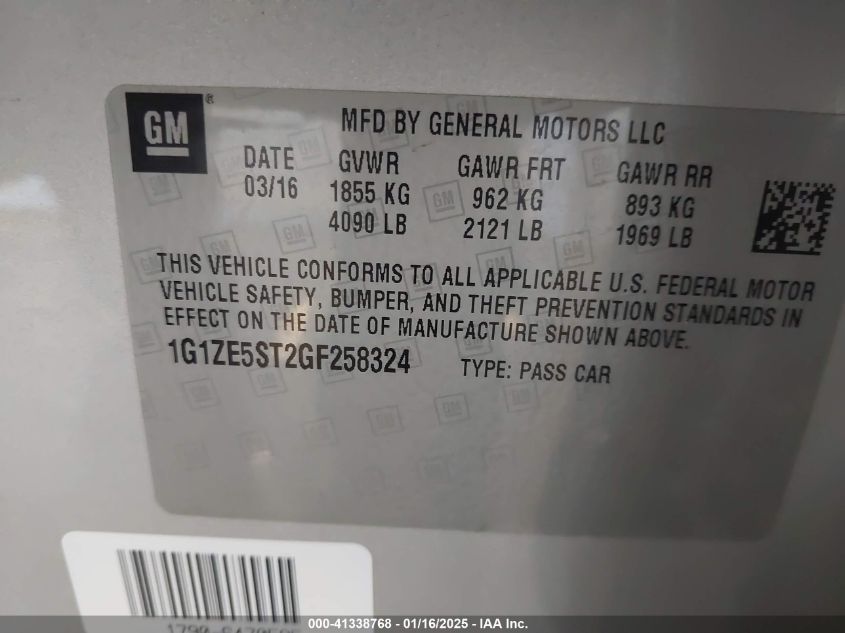 GM ®
MFD BY GENERAL MOTORS LLC
DATE GVWR GAWR FRT GAWR RR
03/16 1855 KG 962 KG 893 KG
4090 LB 2121 LB 1969 LB
THIS VEHICLE CONFORMS TO ALL APPLICABLE U.S. FEDERAL MOTOR
VEHICLE SAFETY, BUMPER, AND THEFT PREVENTION STANDARDS IN
EFFECT ON THE DATE OF MANUFACTURE SHOWN ABOVE.
1G1ZE5ST2GF258324 TYPE: PASS CAR
000-41338768 - 01/16/2025 - IAA Inc.